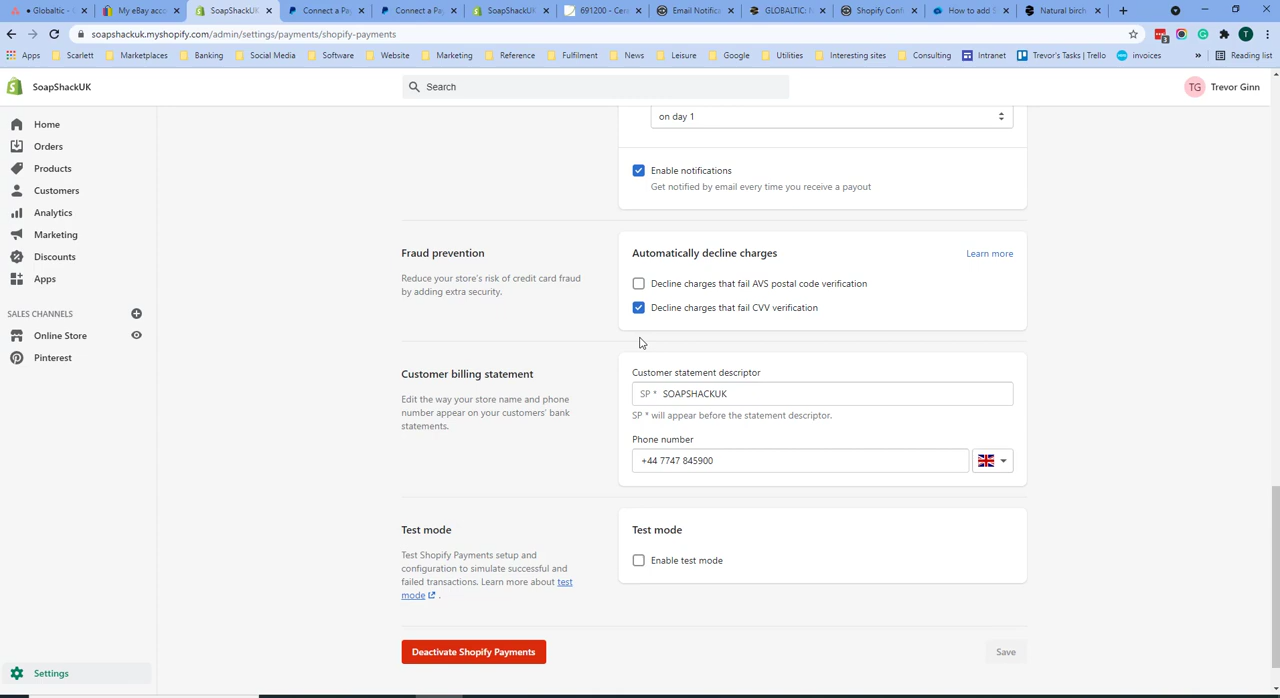 Globaltic - 
My eBay acco
SoapShackUK
Connect a Pay
Connect a Pay
SoapShackUK
691200 - Cera
Email Notifica
GLOBALTIC: N
Shopify Confi
How to add S
Natural birch
soapshackuk.myshopify.com/admin/settings/payments/shopify-payments
3
T
Apps
Scarlett
Marketplaces
Banking
Social Media
Software
Website
Marketing
Reference
Fulfilment
News
Leisure
Google
Utilities
Interesting sites
Consulting
Intranet
Trevor's Tasks | Trello
invoices
»
Reading list
SoapShackUK
Search
TG
Trevor Ginn
Home
Orders
Products
Customers
Analytics
Marketing
Discounts
Apps
SALES CHANNELS
Online Store
Pinterest
Settings
on day 1
Enable notifications
Get notified by email every time you receive a payout
Fraud prevention
Reduce your store's risk of credit card fraud
by adding extra security.
Automatically decline charges
Learn more
Decline charges that fail AVS postal code verification
Decline charges that fail CVV verification
Customer billing statement
Edit the way your store name and phone
number appear on your customers' bank
statements.
Customer statement descriptor
SP * SOAPSHACKUK
SP * will appear before the statement descriptor.
Phone number
+44 7747 845900
Test mode
Test Shopify Payments setup and
configuration to simulate successful and
failed transactions. Learn more about test
mode .
Test mode
Enable test mode
Deactivate Shopify Payments
Save